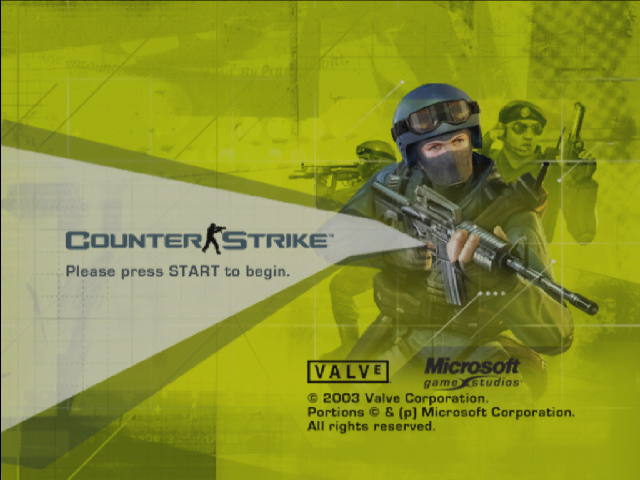 COUNTER STRIKE™
Please press START to begin.
VALVE
Microsoft
game studios
© 2003 Valve Corporation.
Portions © & (p) Microsoft Corporation.
All rights reserved.